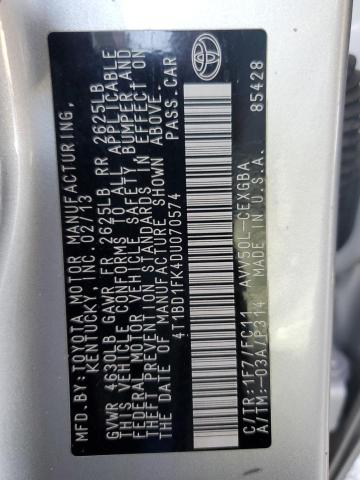 TOYOTA MOTOR MANUFACTURING,
KENTUCKY, INC. 02/13
GVWR 4630LB GAWR FR 2625LB RR 2625LB
THIS VEHICLE CONFORMS TO ALL APPLICABLE
FEDERAL MOTOR VEHICLE SAFETY, BUMPER AND
THEFT PREVENTION STANDARDS IN EFFECT ON
THE DATE OF MANUFACTURE SHOWN ABOVE.
4T1BD1FK4DU070574 PASS.CAR
C/TR:1F7/FC11 AVV50L-CEXGBA
A/TM:-03A/P314 MADE IN U.S.A. 85428